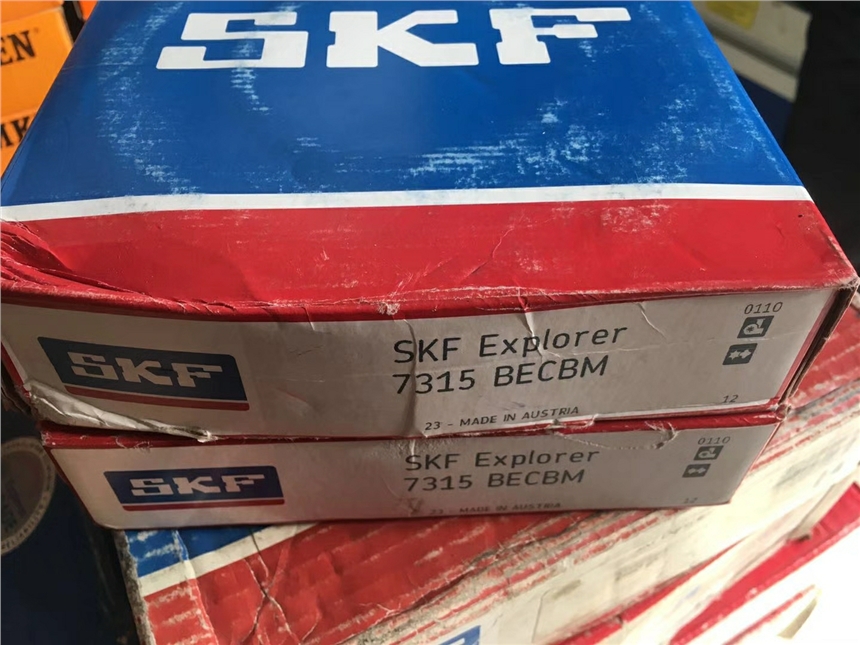 SKF
EN
SKF
SKF Explorer
7315 BECBM
23 - MADE IN AUSTRIA
0110
12
SKF
SKF Explorer
7315 BECBM
23 - MADE IN AUSTRIA
0110
12